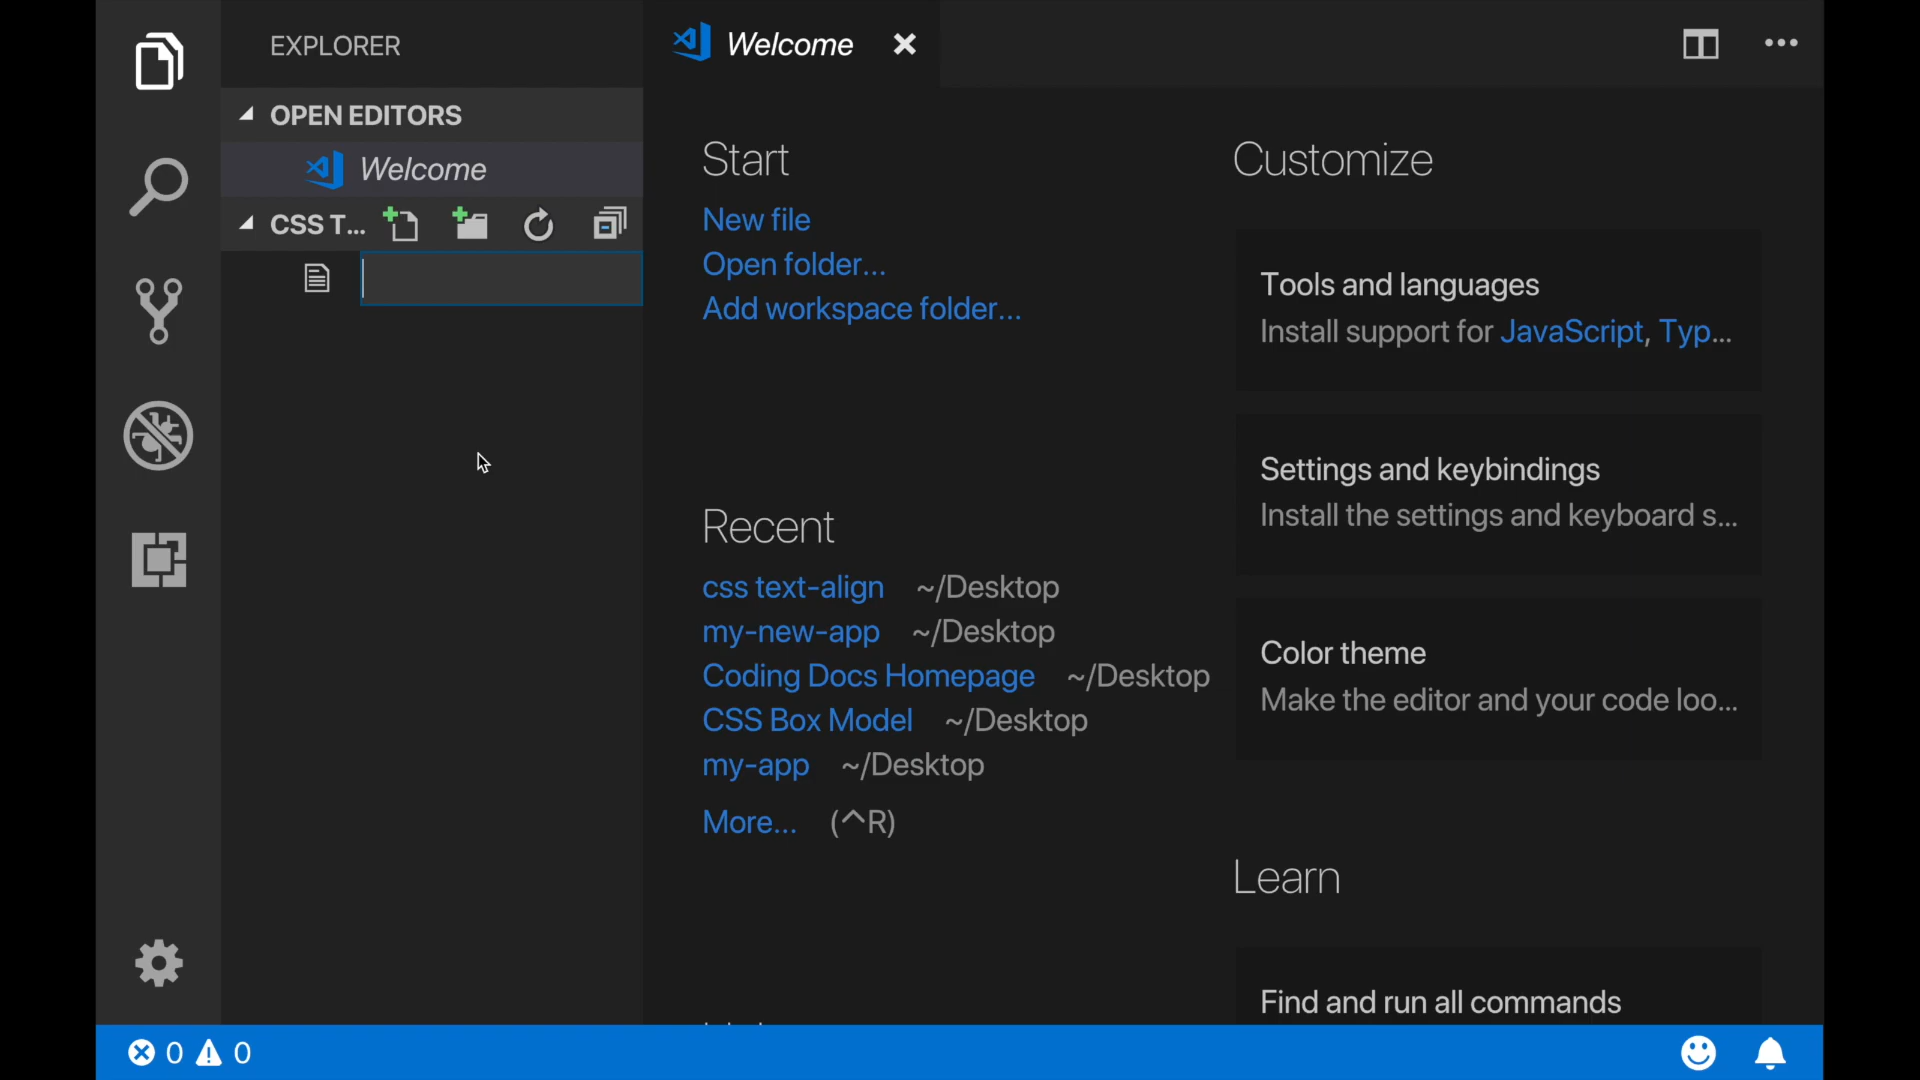 EXPLORER
OPEN EDITORS
Welcome
CSS T...
Welcome
Start
New file
Open folder...
Add workspace folder...
Recent
css text-align ~/Desktop
my-new-app ~/Desktop
Coding Docs Homepage ~/Desktop
CSS Box Model ~/Desktop
my-app ~/Desktop
More... (^R)
Customize
Tools and languages
Install support for JavaScript, Typ...
Settings and keybindings
Install the settings and keyboard s...
Color theme
Make the editor and your code loo...
Learn
Find and run all commands
0 0